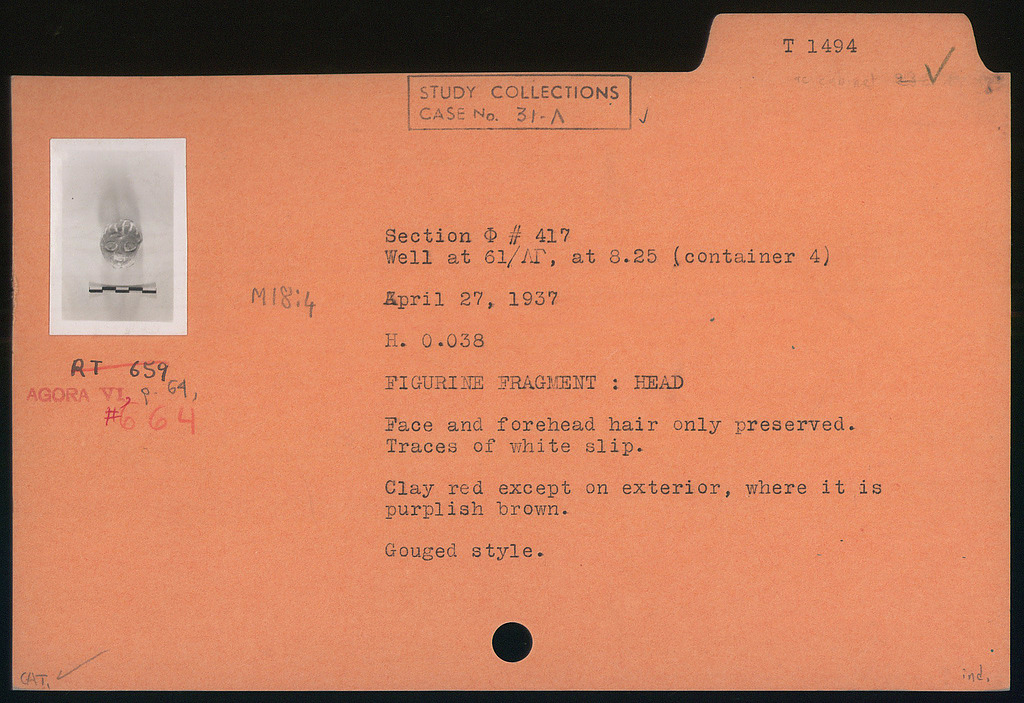 T 1494
STUDY COLLECTIONS
CASE No. 31-A
Section Φ # 417
Well at 61/ΛΓ, at 8.25 (container 4)
M18:4
April 27, 1937
H. 0.038
RT 659
AGORA VI, p. 64,
#664
FIGURINE FRAGMENT : HEAD
Face and forehead hair only preserved.
Traces of white slip.
Clay red except on exterior, where it is
purplish brown.
Gouged style.
CAT.
ind.